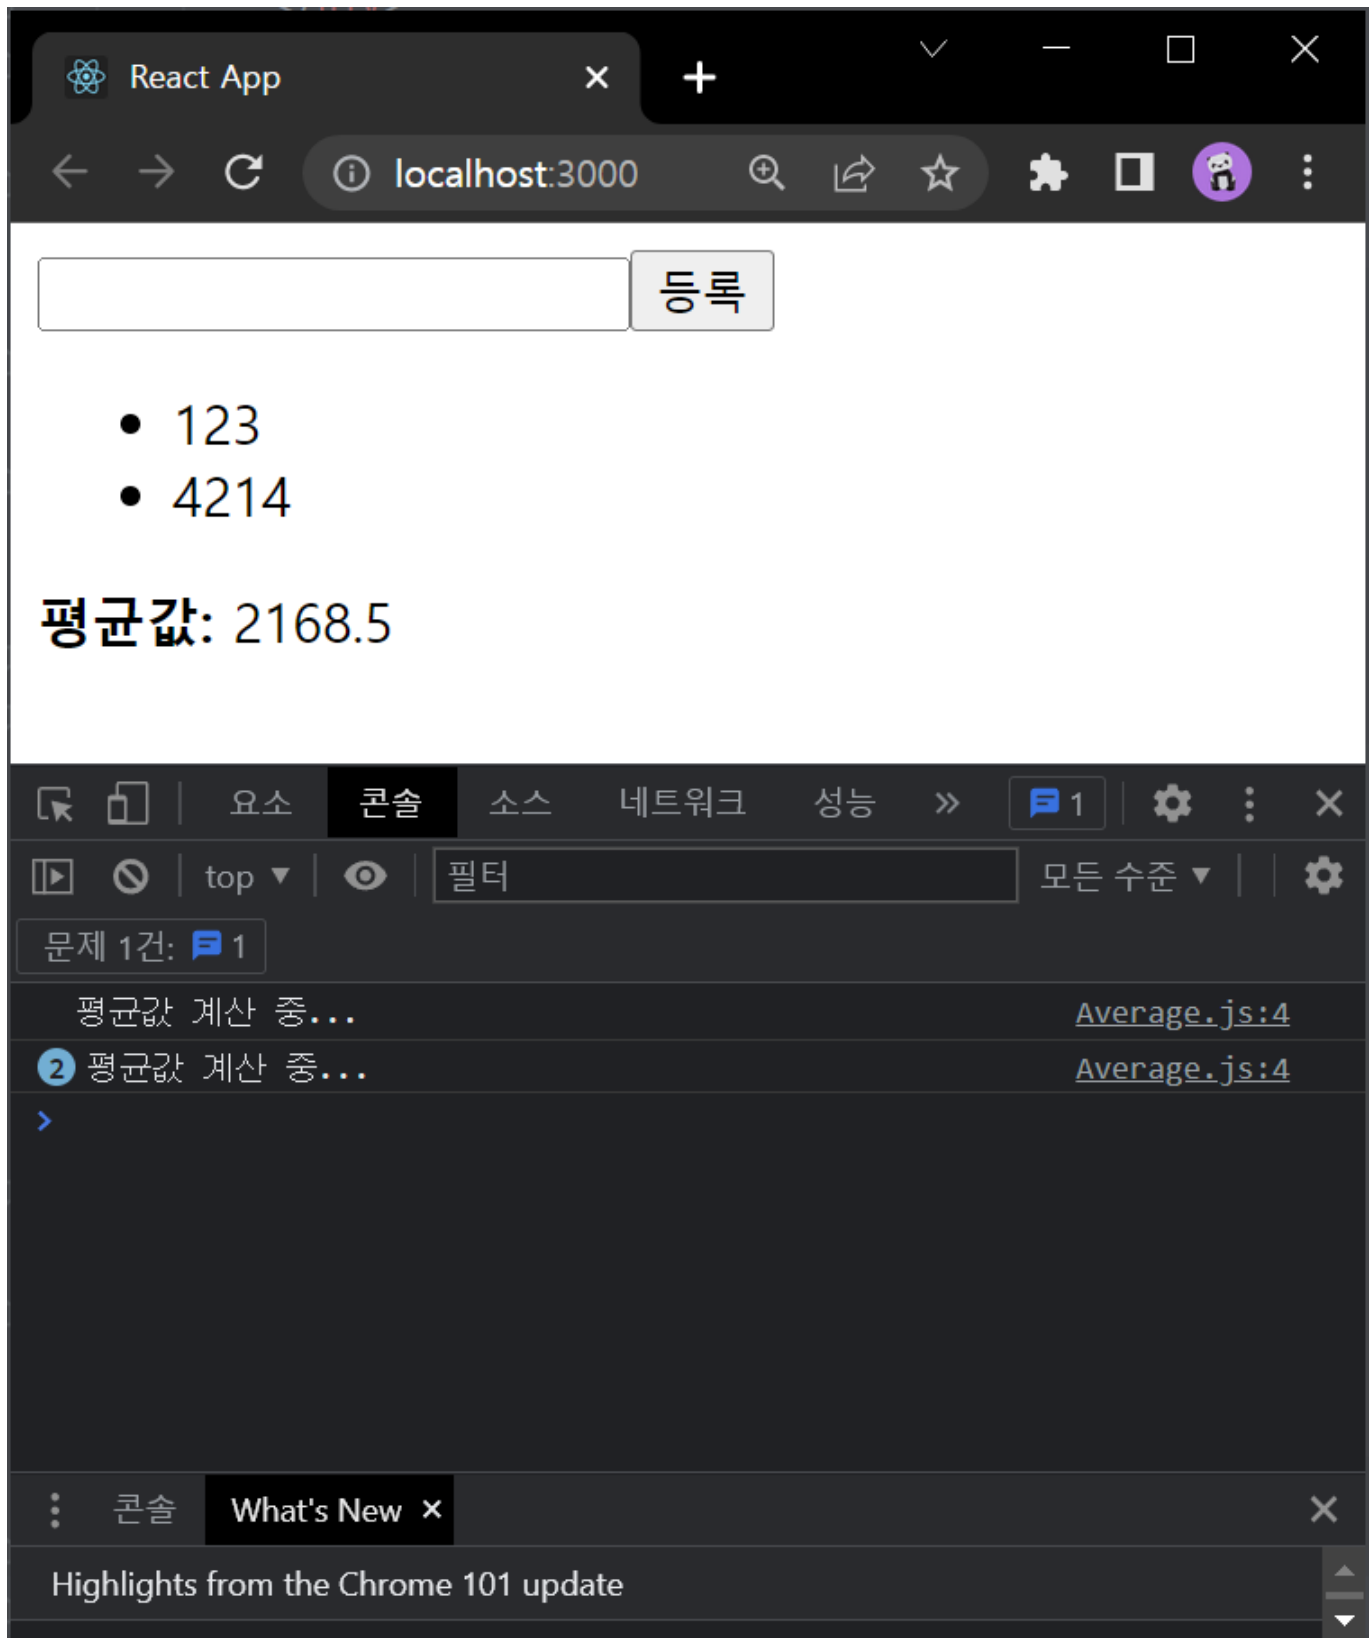 React App
localhost:3000
등록
123
4214
평균값: 2168.5
요소 콘솔 소스 네트워크 성능 1
top 필터 모든 수준
문제 1건: 1
평균값 계산 중... Average.js:4
2 평균값 계산 중... Average.js:4
콘솔 What's New
Highlights from the Chrome 101 update